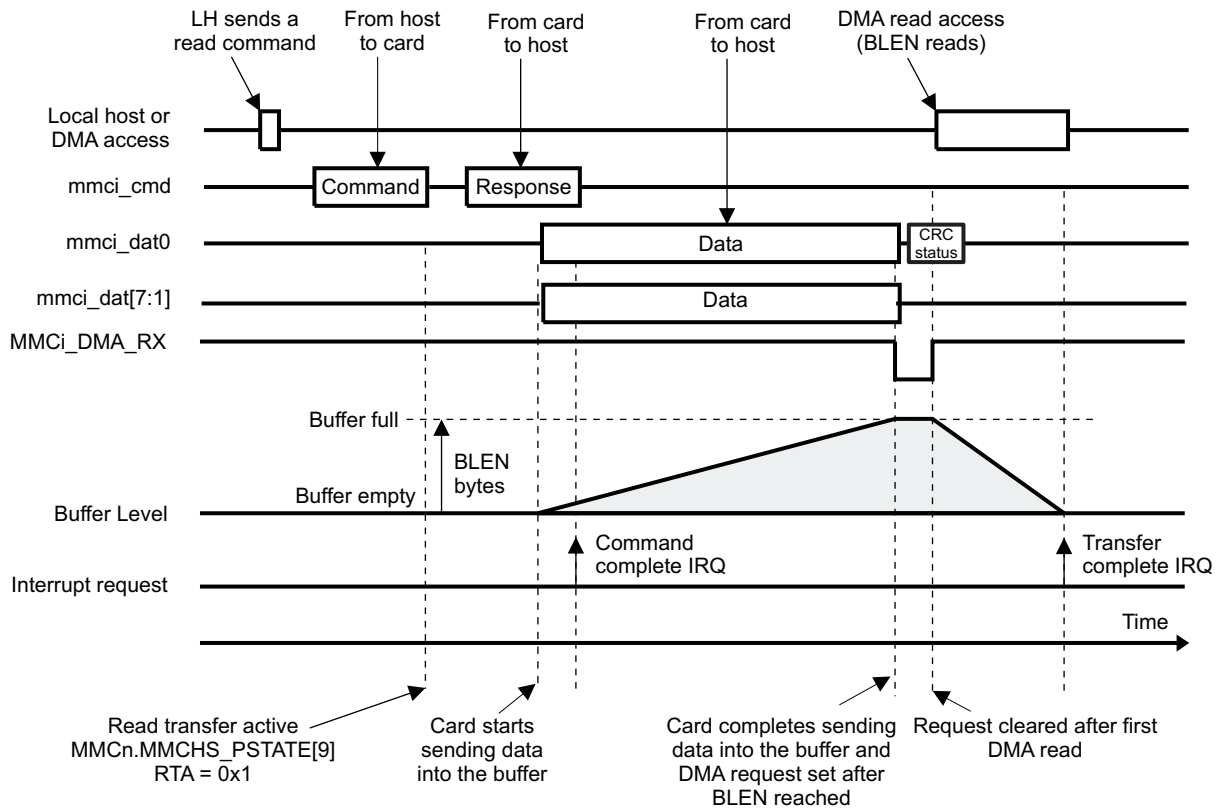 LH sends a
read command
From host
to card
From card
to host
From card
to host
DMA read access
(BLEN reads)
Local host or
DMA access
mmci_cmd
Command
Response
mmci_dat0
Data
CRC
status
mmci_dat[7:1]
Data
MMCi_DMA_RX
Buffer full
BLEN
bytes
Buffer empty
Buffer Level
Command
complete IRQ
Transfer
complete IRQ
Interrupt request
Time
Read transfer active
MMCn.MMCHS_PSTATE[9]
RTA = 0x1
Card starts
sending data
into the buffer
Card completes sending
data into the buffer and
DMA request set after
BLEN reached
Request cleared after first
DMA read